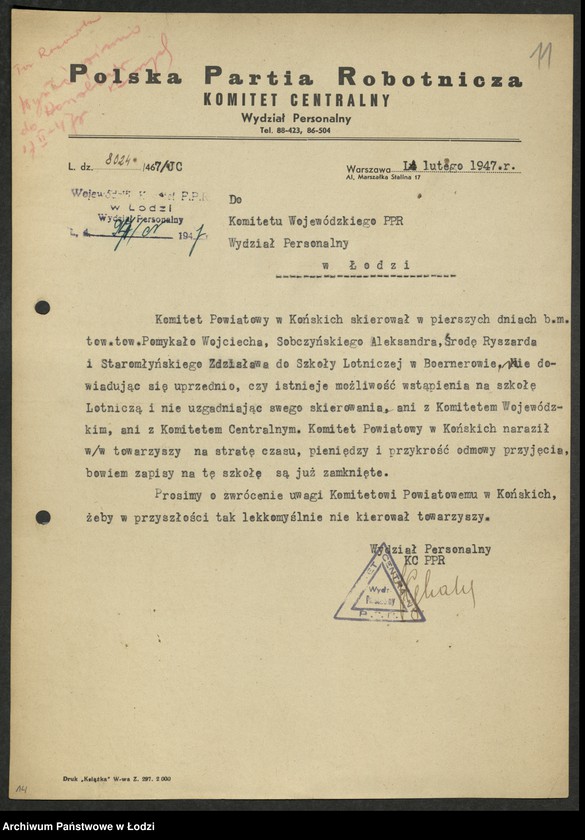 11
Polska Partia Robotnicza
KOMITET CENTRALNY
Wydział Personalny
Tel. 88-423, 86-504
L. dz. 8024 /467/JC
Warszawa 14 lutego 1947.r.
Al. Marszałka Stalina 17
P.P.R.
w Łodzi
Wydział Personalny
1947
Do
Komitetu Wojewódzkiego PPR
Wydział Personalny
w Łodzi
Komitet Powiatowy w Końskich skierował w pierszych dniach b.m.
tow.tow.Pomykało Wojciecha, Sobczyńskiego Aleksandra,Środę Ryszarda
i Staromłyńskiego Zdzisława do Szkoły Lotniczej w Boernerowie, Nie do-
wiadując się uprzednio, czy istnieje możliwość wstąpienia na szkołę
Lotniczą i nie uzgadniając swego skierowania, ani z Komitetem Wojewódz-
kim, ani z Komitetem Centralnym. Komitet Powiatowy w Końskich naraził
w/w towarzyszy na stratę czasu, pieniędzy i przykrość odmowy przyjęcia,
bowiem zapisy na tę szkołę są już zamknięte.
Prosimy o zwrócenie uwagi Komitetowi Powiatowemu w Końskich,
żeby w przyszłości tak lekkomyślnie nie kierował towarzyszy.
Wydział Personalny
KC PPR
Druk „Książka" W-wa Z. 297. 2 000
14
Archiwum Państwowe w Łodzi